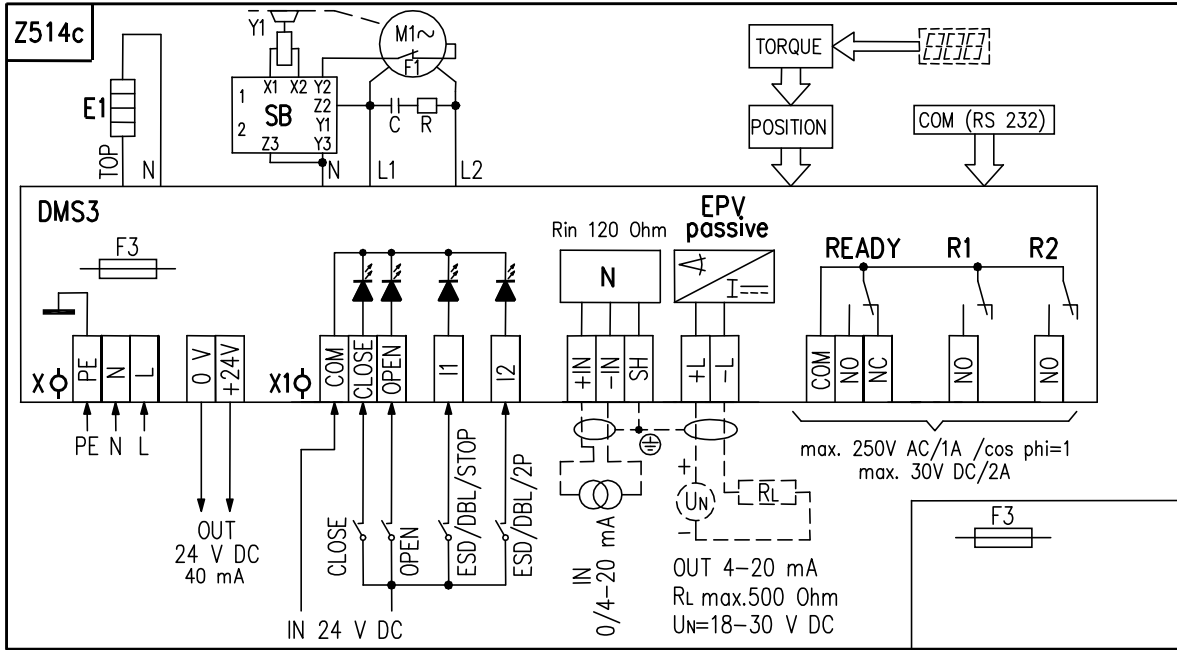 Z514c
Y1
M1~
F1
TORQUE
X1 X2 Y2
1 SB Z2
2 Y1
Z3 Y3
C R
E1
POSITION
COM (RS 232)
TOP N
N L1 L2
DMS3
F3
Rin 120 Ohm
N
EPV
passive
I
READY R1 R2
X
PE
N
L
0 V
+24V
X1
COM
CLOSE
OPEN
I1
I2
+IN
-IN
SH
+L
-L
COM
NO
NC
NO
NO
PE N L
OUT
24 V DC
40 mA
CLOSE
OPEN
ESD/DBL/STOP
ESD/DBL/2P
IN 24 V DC
IN
0/4-20 mA
+
UN
-
RL
OUT 4-20 mA
RL max.500 Ohm
UN=18-30 V DC
max. 250V AC/1A /cos phi=1
max. 30V DC/2A
F3